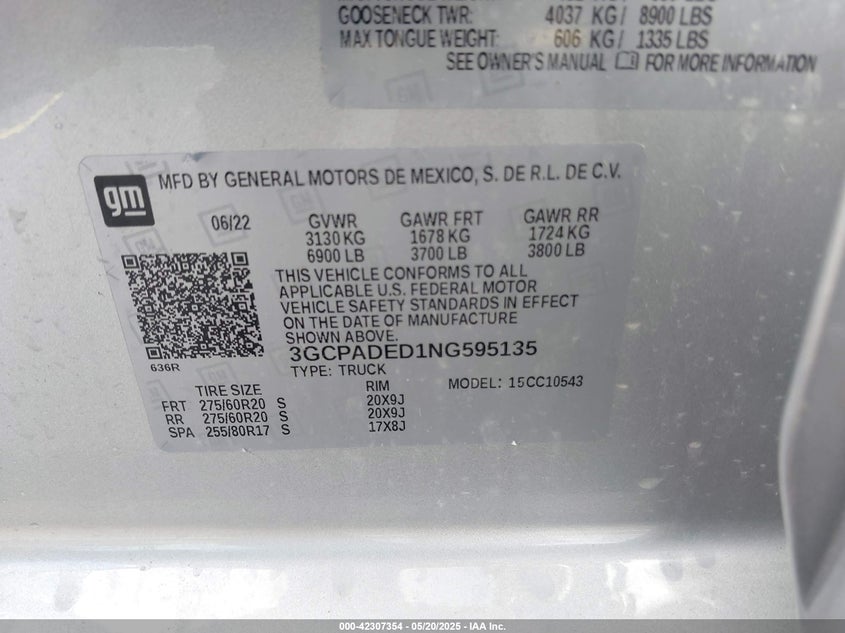 GOOSENECK TWR: 4037 KG / 8900 LBS
MAX TONGUE WEIGHT: 606 KG / 1335 LBS
SEE OWNER'S MANUAL FOR MORE INFORMATION
gm
MFD BY GENERAL MOTORS DE MEXICO, S. DE R.L. DE C.V.
06/22 GVWR GAWR FRT GAWR RR
3130 KG 1678 KG 1724 KG
6900 LB 3700 LB 3800 LB
THIS VEHICLE CONFORMS TO ALL
APPLICABLE U.S. FEDERAL MOTOR
VEHICLE SAFETY STANDARDS IN EFFECT
ON THE DATE OF MANUFACTURE
SHOWN ABOVE.
3GCPADED1NG595135
636R
TYPE: TRUCK
TIRE SIZE RIM MODEL: 15CC10543
FRT 275/60R20 S 20X9J
RR 275/60R20 S 20X9J
SPA 255/80R17 S 17X8J
000-42307354 - 05/20/2025 - IAA Inc.